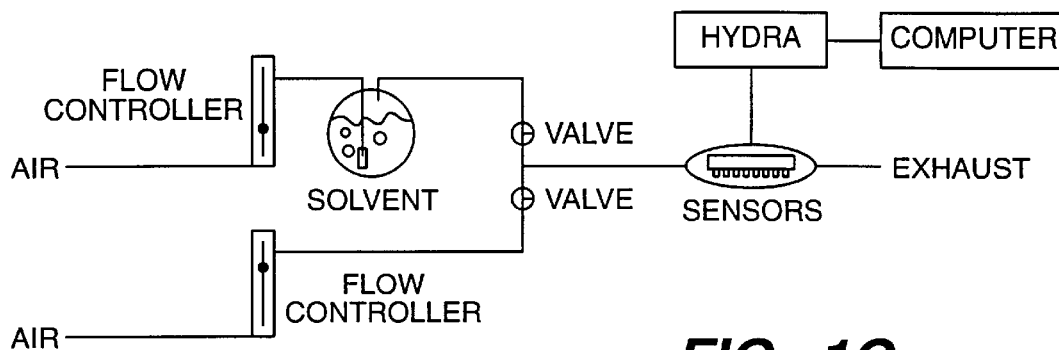 HYDRA
COMPUTER
FLOW
CONTROLLER
AIR
SOLVENT
VALVE
VALVE
SENSORS
EXHAUST
FLOW
CONTROLLER
AIR